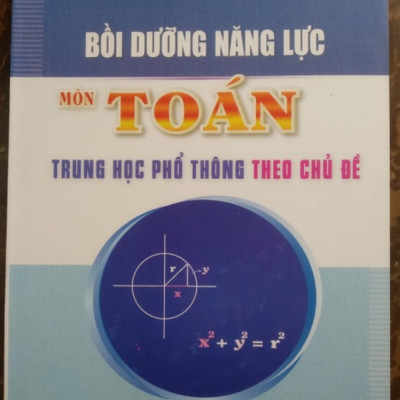 BỒI DƯỠNG NĂNG LỰC
MÔN TOÁN
TRUNG HỌC PHỔ THÔNG THEO CHỦ ĐỀ
r y
x
x² + y² = r²